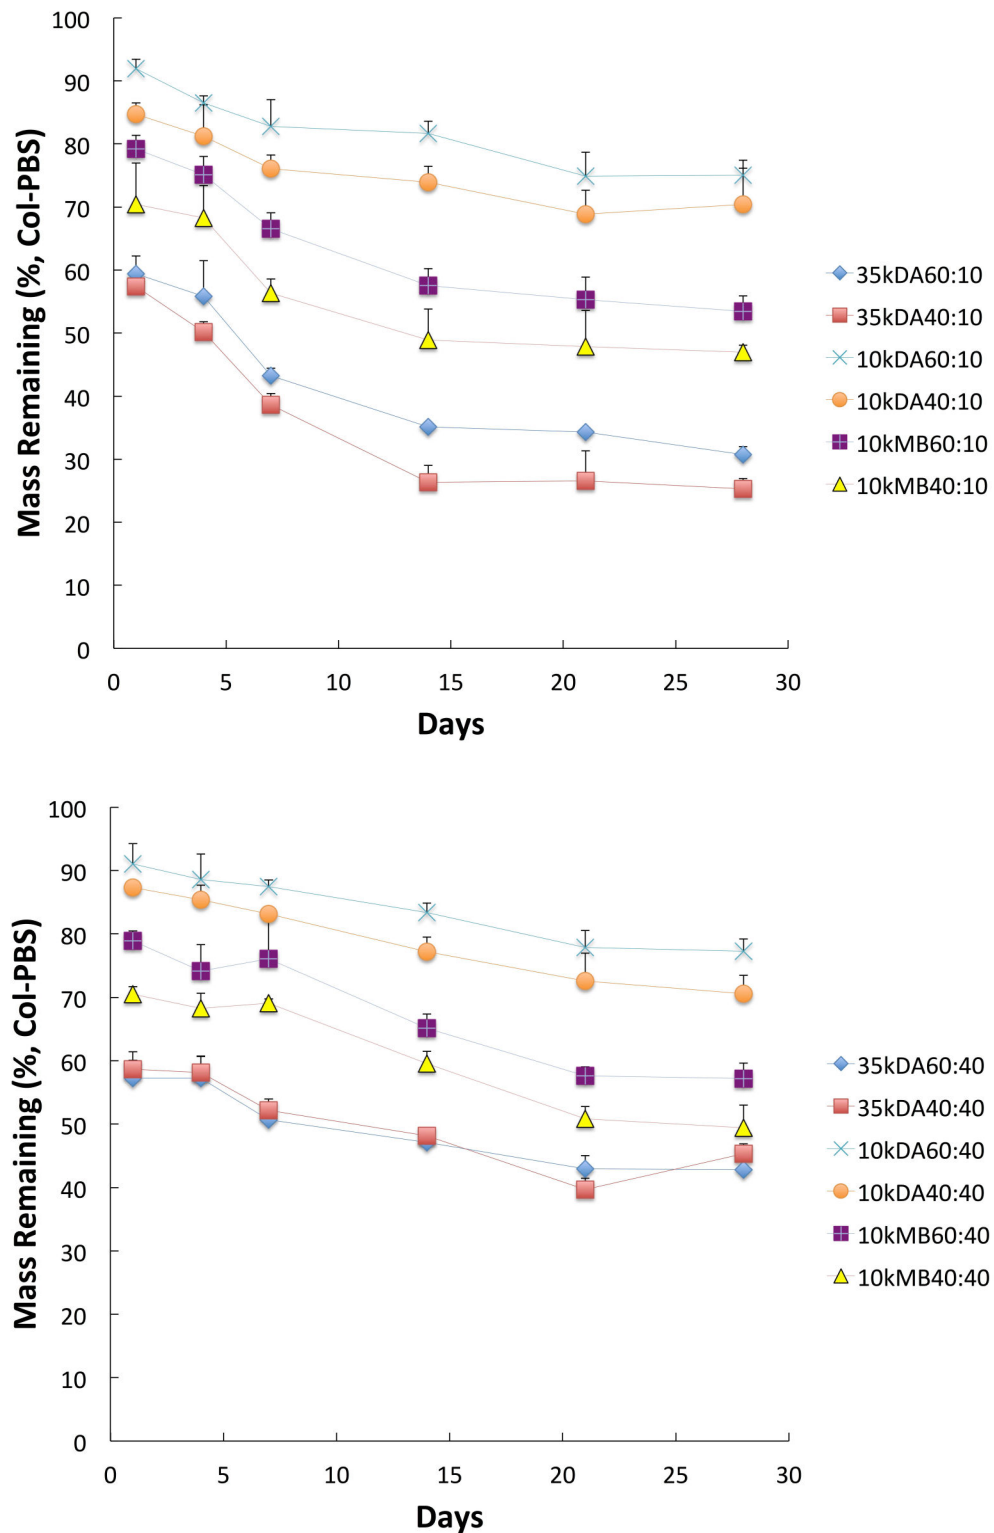 100
90
80
70
60
50
40
30
20
10
0
Mass Remaining (%, Col-PBS)
0 5 10 15 20 25 30
Days
35kDA60:10
35kDA40:10
10kDA60:10
10kDA40:10
10kMB60:10
10kMB40:10
100
90
80
70
60
50
40
30
20
10
0
Mass Remaining (%, Col-PBS)
0 5 10 15 20 25 30
Days
35kDA60:40
35kDA40:40
10kDA60:40
10kDA40:40
10kMB60:40
10kMB40:40